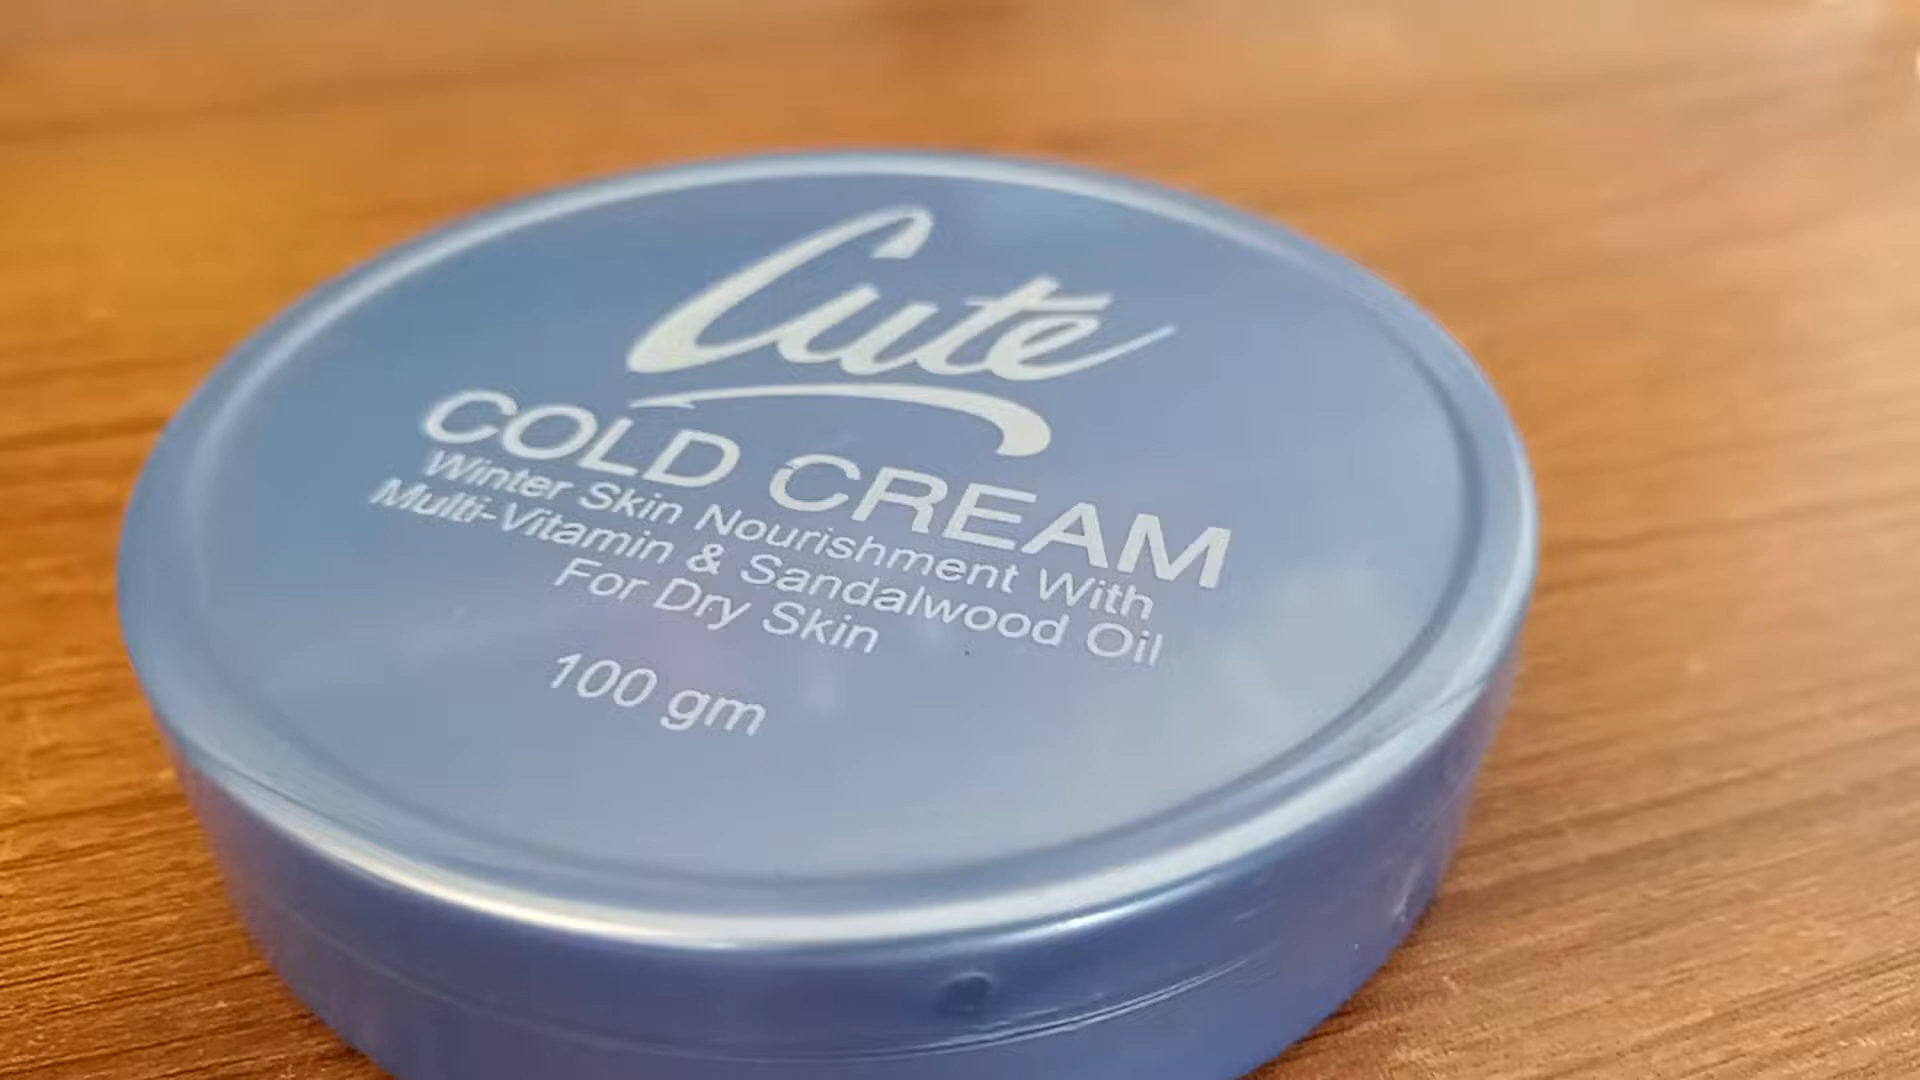 Cute
COLD CREAM
Winter Skin Nourishment With
Multi-Vitamin & Sandalwood Oil
For Dry Skin
100 gm